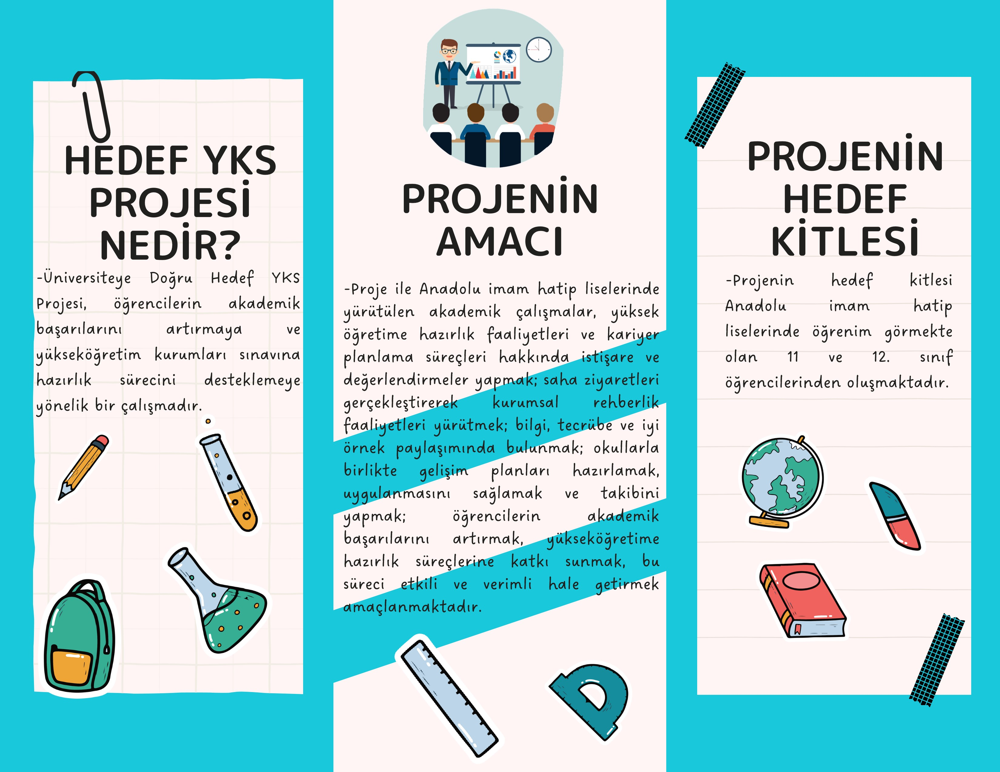 HEDEF YKS
PROJESİ
NEDİR?
-Üniversiteye Doğru Hedef YKS
Projesi, öğrencilerin akademik
başarılarını artırmaya ve
yükseköğretim kurumları sınavına
hazırlık sürecini desteklemeye
yönelik bir çalışmadır.
PROJENİN
AMACI
-Proje ile Anadolu imam hatip liselerinde
yürütülen akademik çalışmalar, yüksek
öğretime hazırlık faaliyetleri ve kariyer
planlama süreçleri hakkında istişare ve
değerlendirmeler yapmak; saha ziyaretleri
gerçekleştirerek kurumsal rehberlik
faaliyetleri yürütmek; bilgi, tecrübe ve iyi
örnek paylaşımında bulunmak; okullarla
birlikte gelişim planları hazırlamak,
uygulanmasını sağlamak ve takibini
yapmak; öğrencilerin akademik
başarılarını artırmak, yükseköğretime
hazırlık süreçlerine katkı sunmak, bu
süreci etkili ve verimli hale getirmek
amaçlanmaktadır.
PROJENİN
HEDEF
KİTLESİ
-Projenin hedef kitlesi
Anadolu imam hatip
liselerinde öğrenim görmekte
olan 11 ve 12. sınıf
öğrencilerinden oluşmaktadır.